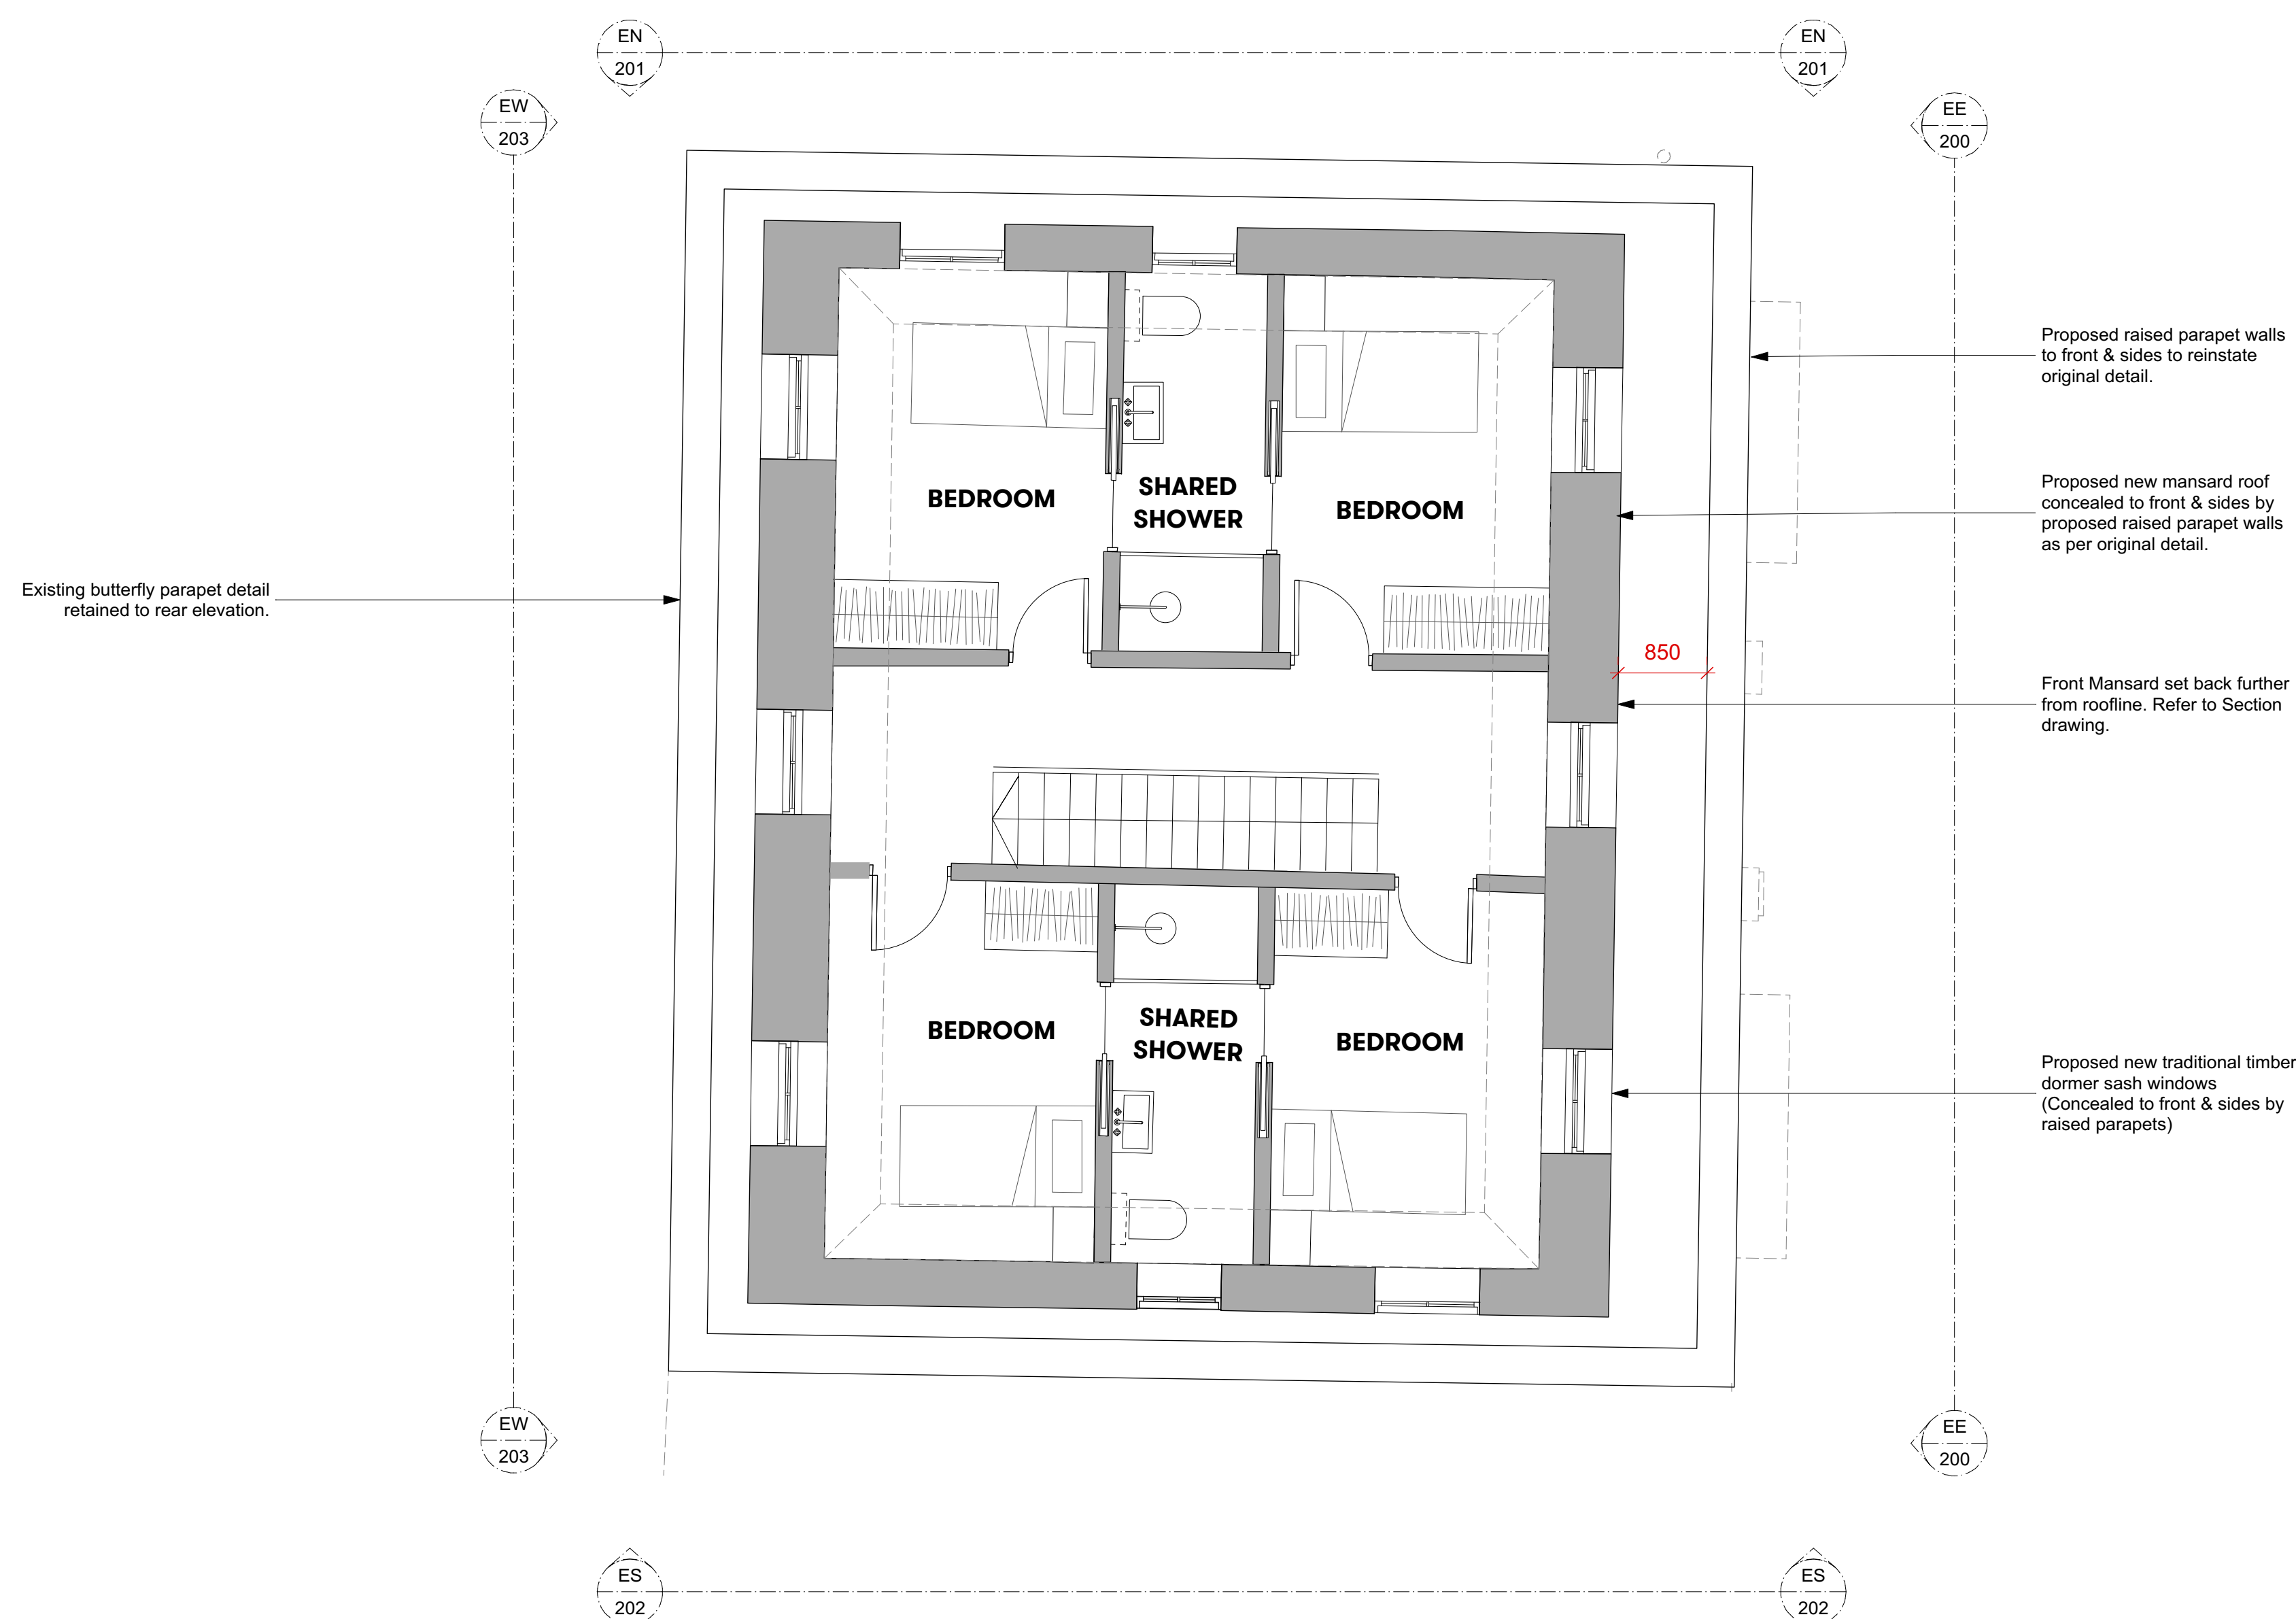 EN
201
EN
201
EW
203
EE
200
Proposed raised parapet walls
to front & sides to reinstate
original detail.
Proposed new mansard roof
concealed to front & sides by
proposed raised parapet walls
as per original detail.
BEDROOM
SHARED
SHOWER
BEDROOM
Existing butterfly parapet detail
retained to rear elevation.
850
Front Mansard set back further
from roofline. Refer to Section
drawing.
BEDROOM
SHARED
SHOWER
BEDROOM
Proposed new traditional timber
dormer sash windows
(Concealed to front & sides by
raised parapets)
EW
203
EE
200
ES
202
ES
202